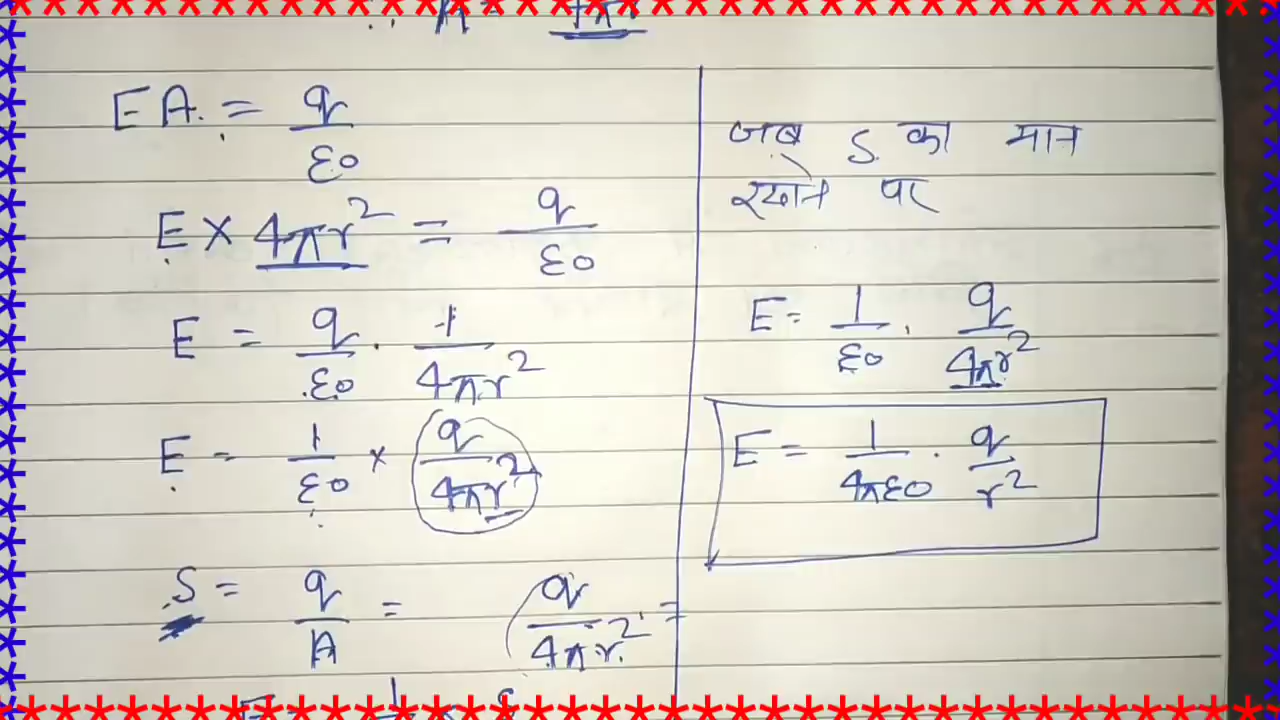 EA. = q/ε0
E × 4πr² = q/ε0
E = q/ε0 · 1/4πr²
E = 1/ε0 × q/4πr²
S = q/A = q/4πr² =
जब S का मान
रखने पर
E = 1/ε0 · q/4πr²
E = 1/4πε0 · q/r²